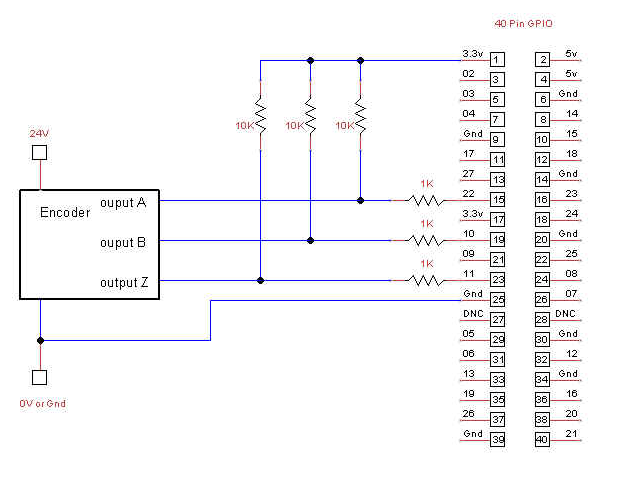 40 Pin GPIO
3.3v 1 2 5v
02 3 4 5v
03 5 6 Gnd
04 7 8 14
Gnd 9 10 15
17 11 12 18
27 13 14 Gnd
22 15 16 23
3.3v 17 18 24
10 19 20 Gnd
09 21 22 25
11 23 24 08
Gnd 25 26 07
DNC 27 28 DNC
05 29 30 Gnd
06 31 32 12
13 33 34 Gnd
19 35 36 16
26 37 38 20
Gnd 39 40 21
10K 10K 10K
24V
Encoder
ouput A
ouput B
output Z
1K
1K
1K
0V or Gnd